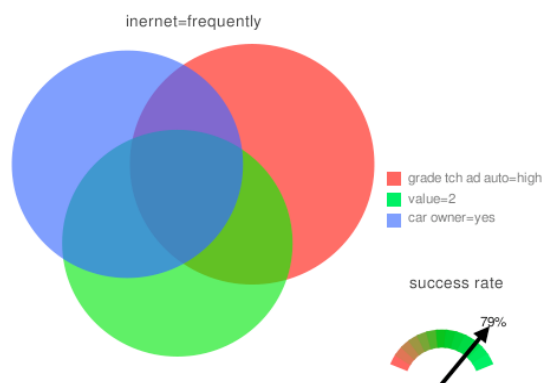 inernet=frequently
grade tch ad auto=high
value=2
car owner=yes
success rate
79%